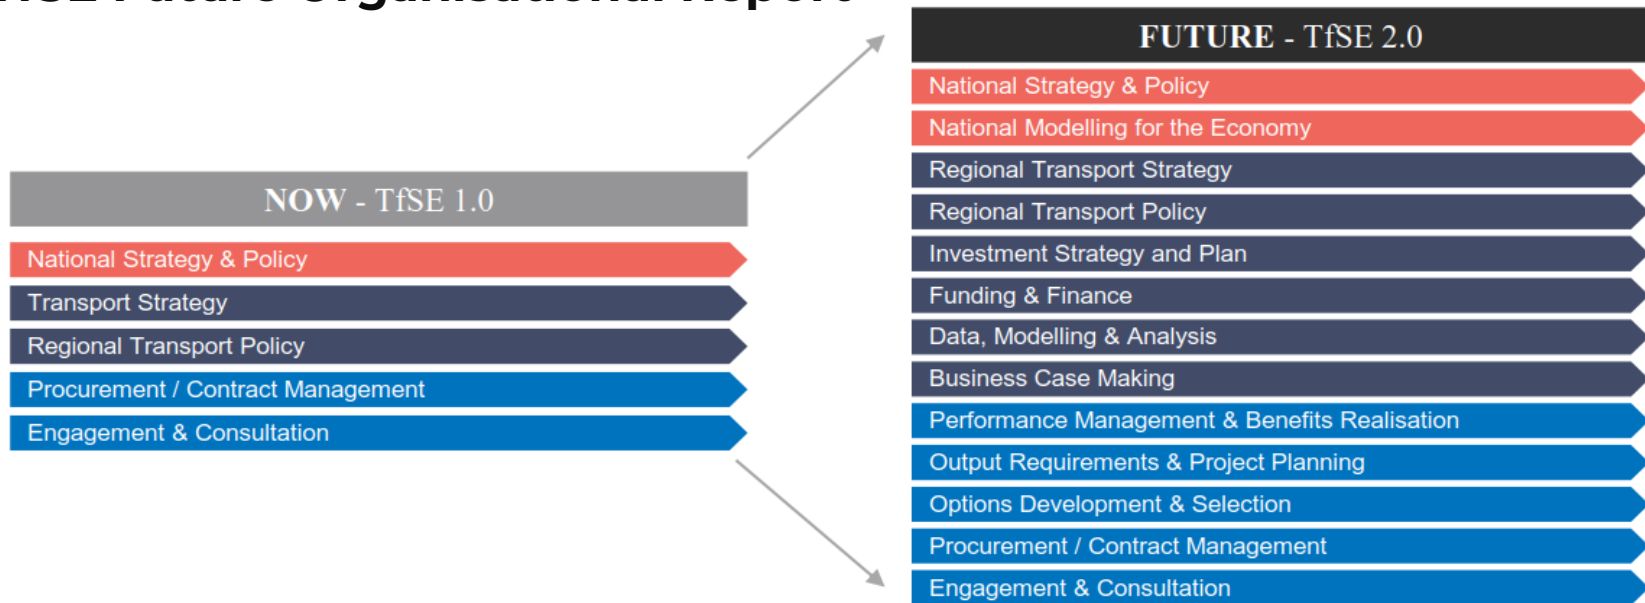 Future Organisational Report
NOW - TfSE 1.0
National Strategy & Policy
Transport Strategy
Regional Transport Policy
Procurement / Contract Management
Engagement & Consultation
FUTURE - TfSE 2.0
National Strategy & Policy
National Modelling for the Economy
Regional Transport Strategy
Regional Transport Policy
Investment Strategy and Plan
Funding & Finance
Data, Modelling & Analysis
Business Case Making
Performance Management & Benefits Realisation
Output Requirements & Project Planning
Options Development & Selection
Procurement / Contract Management
Engagement & Consultation